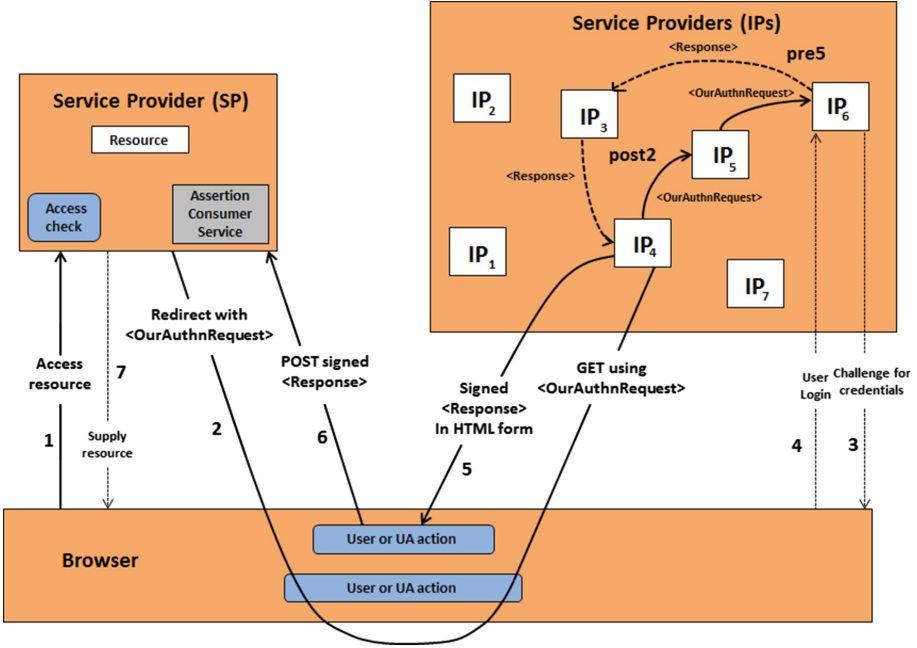 Service Providers (IPs)
<Response>
pre5
Service Provider (SP)
Resource
Access
check
Assertion
Consumer
Service
IP2
IP3
<OurAuthnRequest>
IP6
post2
IP5
<Response>
<OurAuthnRequest>
IP1
IP4
IP7
Redirect with
<OurAuthnRequest>
Access
resource
7
POST signed
<Response>
Signed
<Response>
In HTML form
GET using
<OurAuthnRequest>
User
Login
Challenge for
credentials
1
Supply
resource
2
6
5
4
3
Browser
User or UA action
User or UA action